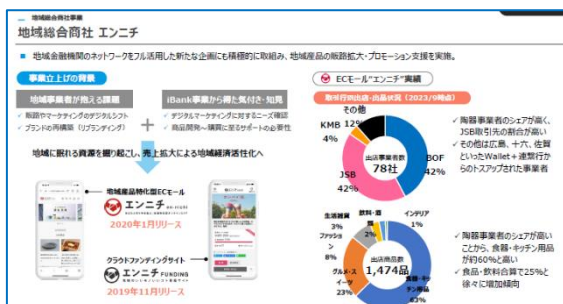 地域総合商社事業
地域総合商社 エンニチ
■ 地域金融機関のネットワークをフル活用した新たな企画にも積極的に取組み、地域産品の販路拡大・プロモーション支援を実施。
事業立上げの背景
地域事業者が抱える課題
✓ 販路やマーケティングのデジタルシフト
✓ ブランドの再構築(リブランディング)
+
iBank事業から得た気付き・知見
✓ デジタルマーケティングに対するニーズ確認
✓ 商品開発〜購買に至るサポートの必要性
地域に眠れる資源を掘り起こし、売上拡大による地域経済活性化へ
地域産品特化型ECモール
エンニチ
2020年1月リリース
クラウドファンディングサイト
エンニチ FUNDING
2019年11月リリース
ECモール"エンニチ"実績
取引行別出店・出品状況(2023/9時点)
その他
12%
KMB
4%
JSB
42%
BOF
42%
出店事業者数
78社
✓ 陶器事業者のシェアが高く、
JSB取引先の割合が高い
✓ その他は広島、十六、佐賀
といったWallet+連携行か
らのトスアップされた事業者
生活雑貨
3%
飲料・酒
類
2%
インテリア
1%
ファッショ
ン
8%
グルメ・ス
イーツ
23%
食器・キッ
チン用品
63%
出店商品数
1,474品
✓ 陶器事業者のシェアが高い
ことから、食器・キッチン用品
が約60%と高い
✓ 食品・飲料合算で25%と
徐々に増加傾向